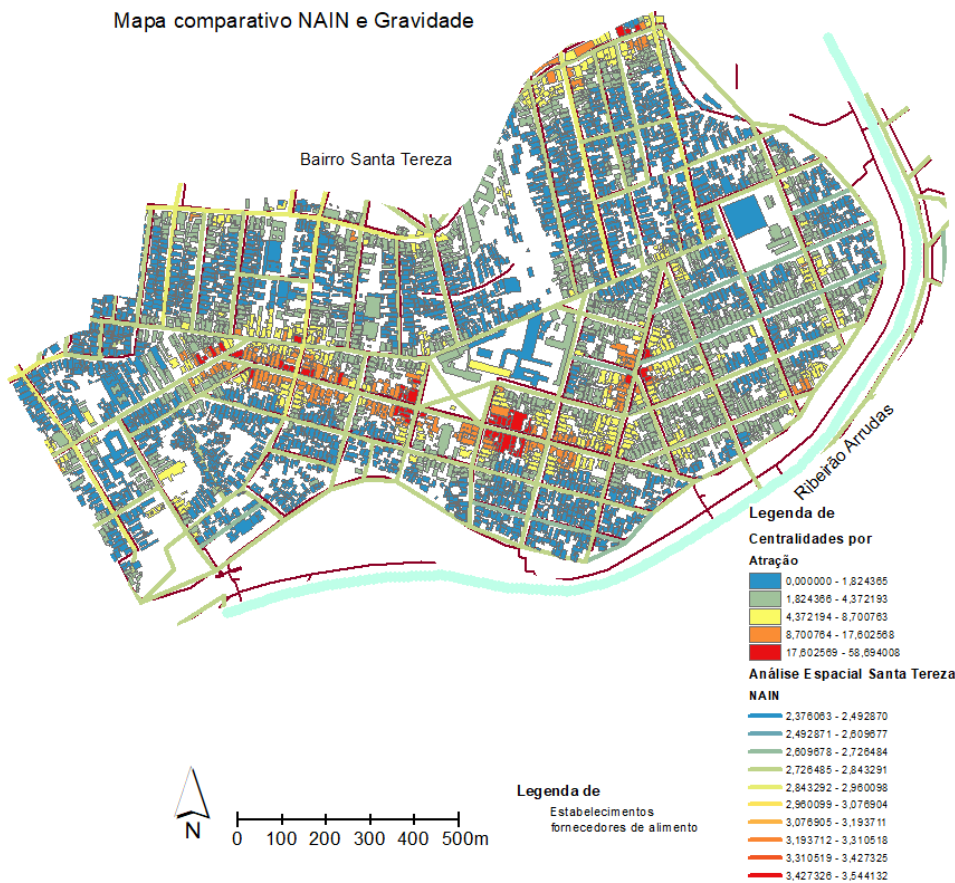 Mapa comparativo NAIN e Gravidade
Bairro Santa Tereza
Ribeirão Arrudas
Legenda de
Centralidades por
Atração
0,000000 - 1,824365
1,824366 - 4,372193
4,372194 - 8,700763
8,700764 - 17,602568
17,602569 - 58,694008
Análise Espacial Santa Tereza
NAIN
2,376063 - 2,492870
2,492871 - 2,609677
2,609678 - 2,726484
2,726485 - 2,843291
2,843292 - 2,960098
2,960099 - 3,076904
3,076905 - 3,193711
3,193712 - 3,310518
3,310519 - 3,427325
3,427326 - 3,544132
Legenda de
Estabelecimentos
fornecedores de alimento
N
0 100 200 300 400 500m